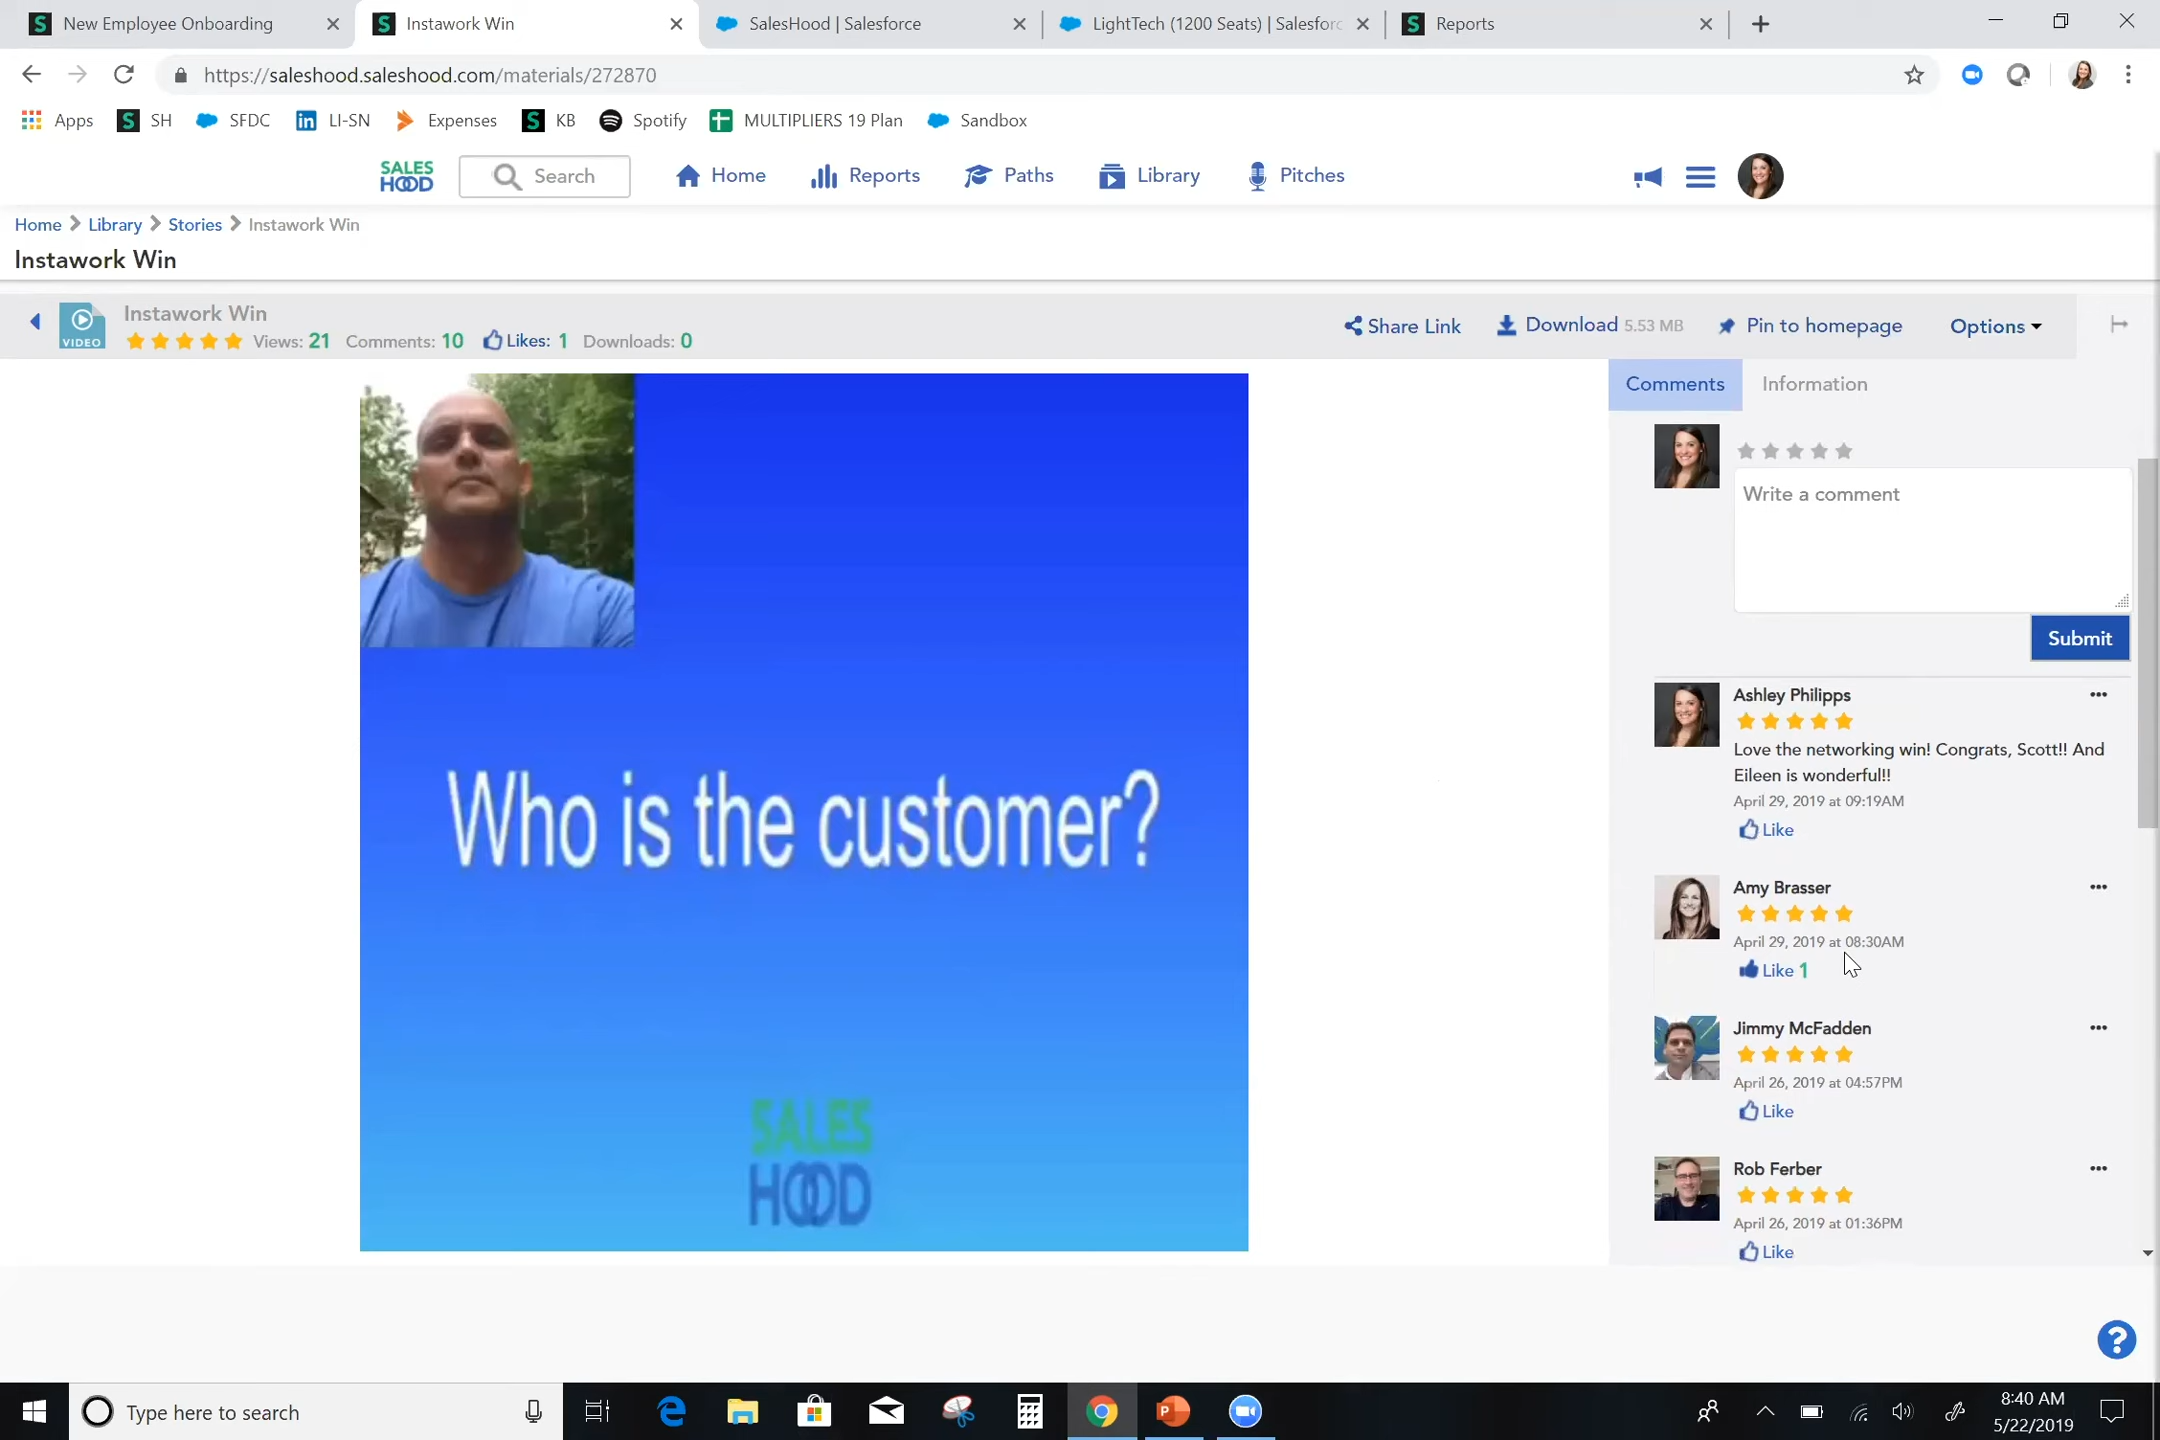 New Employee Onboarding
Instawork Win
SalesHood | Salesforce
LightTech (1200 Seats) | Salesforc
Reports
https://saleshood.saleshood.com/materials/272870
Apps
SH
SFDC
LI-SN
Expenses
KB
Spotify
MULTIPLIERS 19 Plan
Sandbox
SALES
HOOD
Search
Home
Reports
Paths
Library
Pitches
Home
Library
Stories
Instawork Win
Instawork Win
VIDEO
Instawork Win
Views: 21
Comments: 10
Likes: 1
Downloads: 0
Share Link
Download 5.53 MB
Pin to homepage
Options
Who is the customer?
SALES
HOOD
Comments
Information
Write a comment
Submit
Ashley Philipps
Love the networking win! Congrats, Scott!! And
Eileen is wonderful!!
April 29, 2019 at 09:19AM
Like
Amy Brasser
April 29, 2019 at 08:30AM
Like 1
Jimmy McFadden
April 26, 2019 at 04:57PM
Like
Rob Ferber
April 26, 2019 at 01:36PM
Like
Type here to search
8:40 AM
5/22/2019